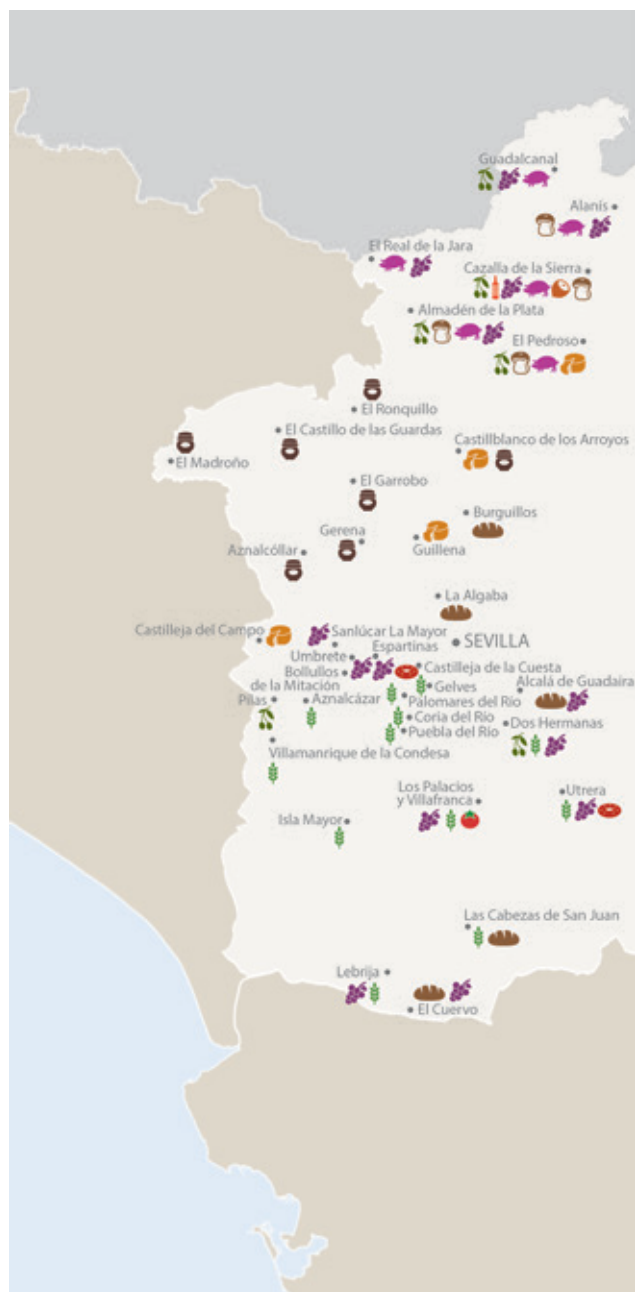 Guadalcanal
Alanís
El Real de la Jara
Cazalla de la Sierra
Almadén de la Plata
El Pedroso
El Ronquillo
El Castillo de las Guardas
Castillblanco de los Arroyos
El Madroño
El Garrobo
Burguillos
Gerena
Guillena
Aznalcóllar
La Algaba
Castilleja del Campo
Sanlúcar La Mayor
SEVILLA
Espartinas
Umbrete
Castilleja de la Cuesta
Bollullos
de la Mitación
Gelves
Alcalá de Guadaira
Pilas
Aznalcázar
Palomares del Río
Coria del Río
Dos Hermanas
Puebla del Río
Villamanrique de la Condesa
Los Palacios
y Villafranca
Utrera
Isla Mayor
Las Cabezas de San Juan
Lebrija
El Cuervo